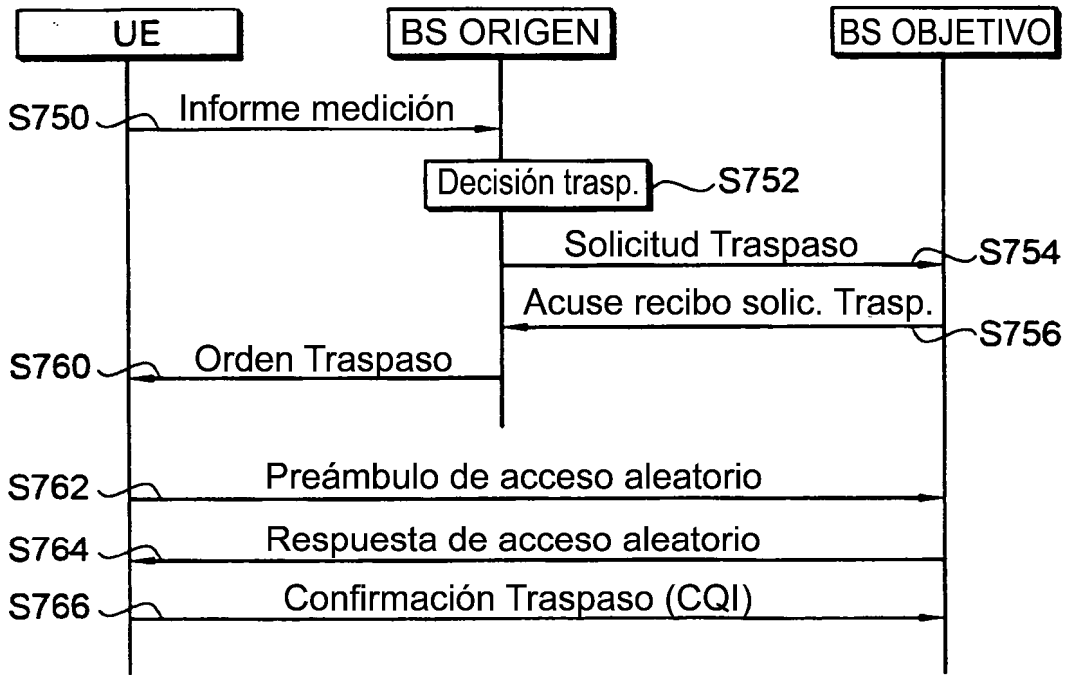 UE
BS ORIGEN
BS OBJETIVO
S750
Informe medición
Decisión trasp.
S752
Solicitud Traspaso
S754
Acuse recibo solic. Trasp.
S756
S760
Orden Traspaso
S762
Preámbulo de acceso aleatorio
S764
Respuesta de acceso aleatorio
S766
Confirmación Traspaso (CQI)